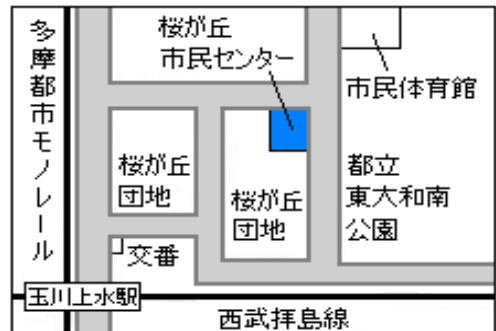 多摩都市モノレール
桜が丘
市民センター
市民体育館
桜が丘
団地
桜が丘
団地
都立
東大和南
公園
交番
玉川上水駅
西武拝島線